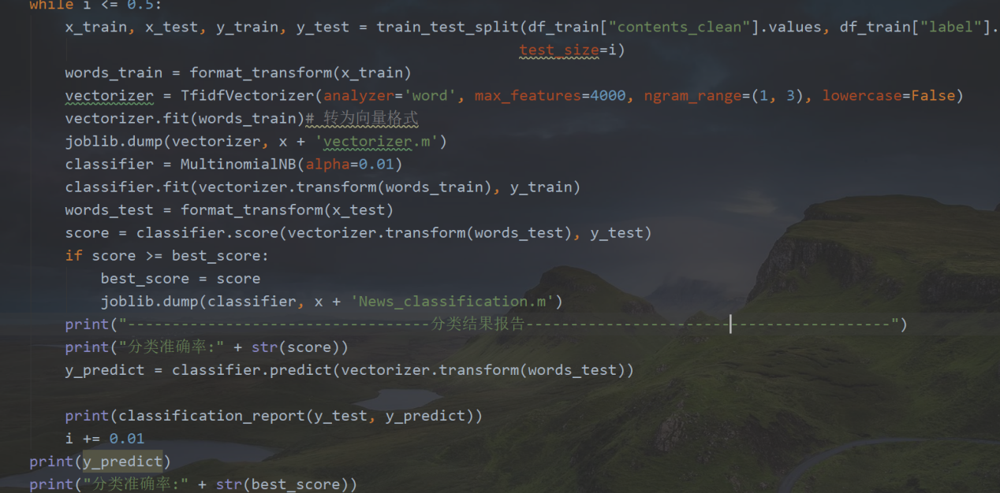 while i <= 0.5:
x_train, x_test, y_train, y_test = train_test_split(df_train["contents_clean"].values, df_train["label"].
test_size=i)
words_train = format_transform(x_train)
vectorizer = TfidfVectorizer(analyzer='word', max_features=4000, ngram_range=(1, 3), lowercase=False)
vectorizer.fit(words_train)# 转为向量格式
joblib.dump(vectorizer, x + 'vectorizer.m')
classifier = MultinomialNB(alpha=0.01)
classifier.fit(vectorizer.transform(words_train), y_train)
words_test = format_transform(x_test)
score = classifier.score(vectorizer.transform(words_test), y_test)
if score >= best_score:
best_score = score
joblib.dump(classifier, x + 'News_classification.m')
print("----------------------------------分类结果报告-----------------------------------------")
print("分类准确率:" + str(score))
y_predict = classifier.predict(vectorizer.transform(words_test))
print(classification_report(y_test, y_predict))
i += 0.01
print(y_predict)
print("分类准确率:" + str(best_score))